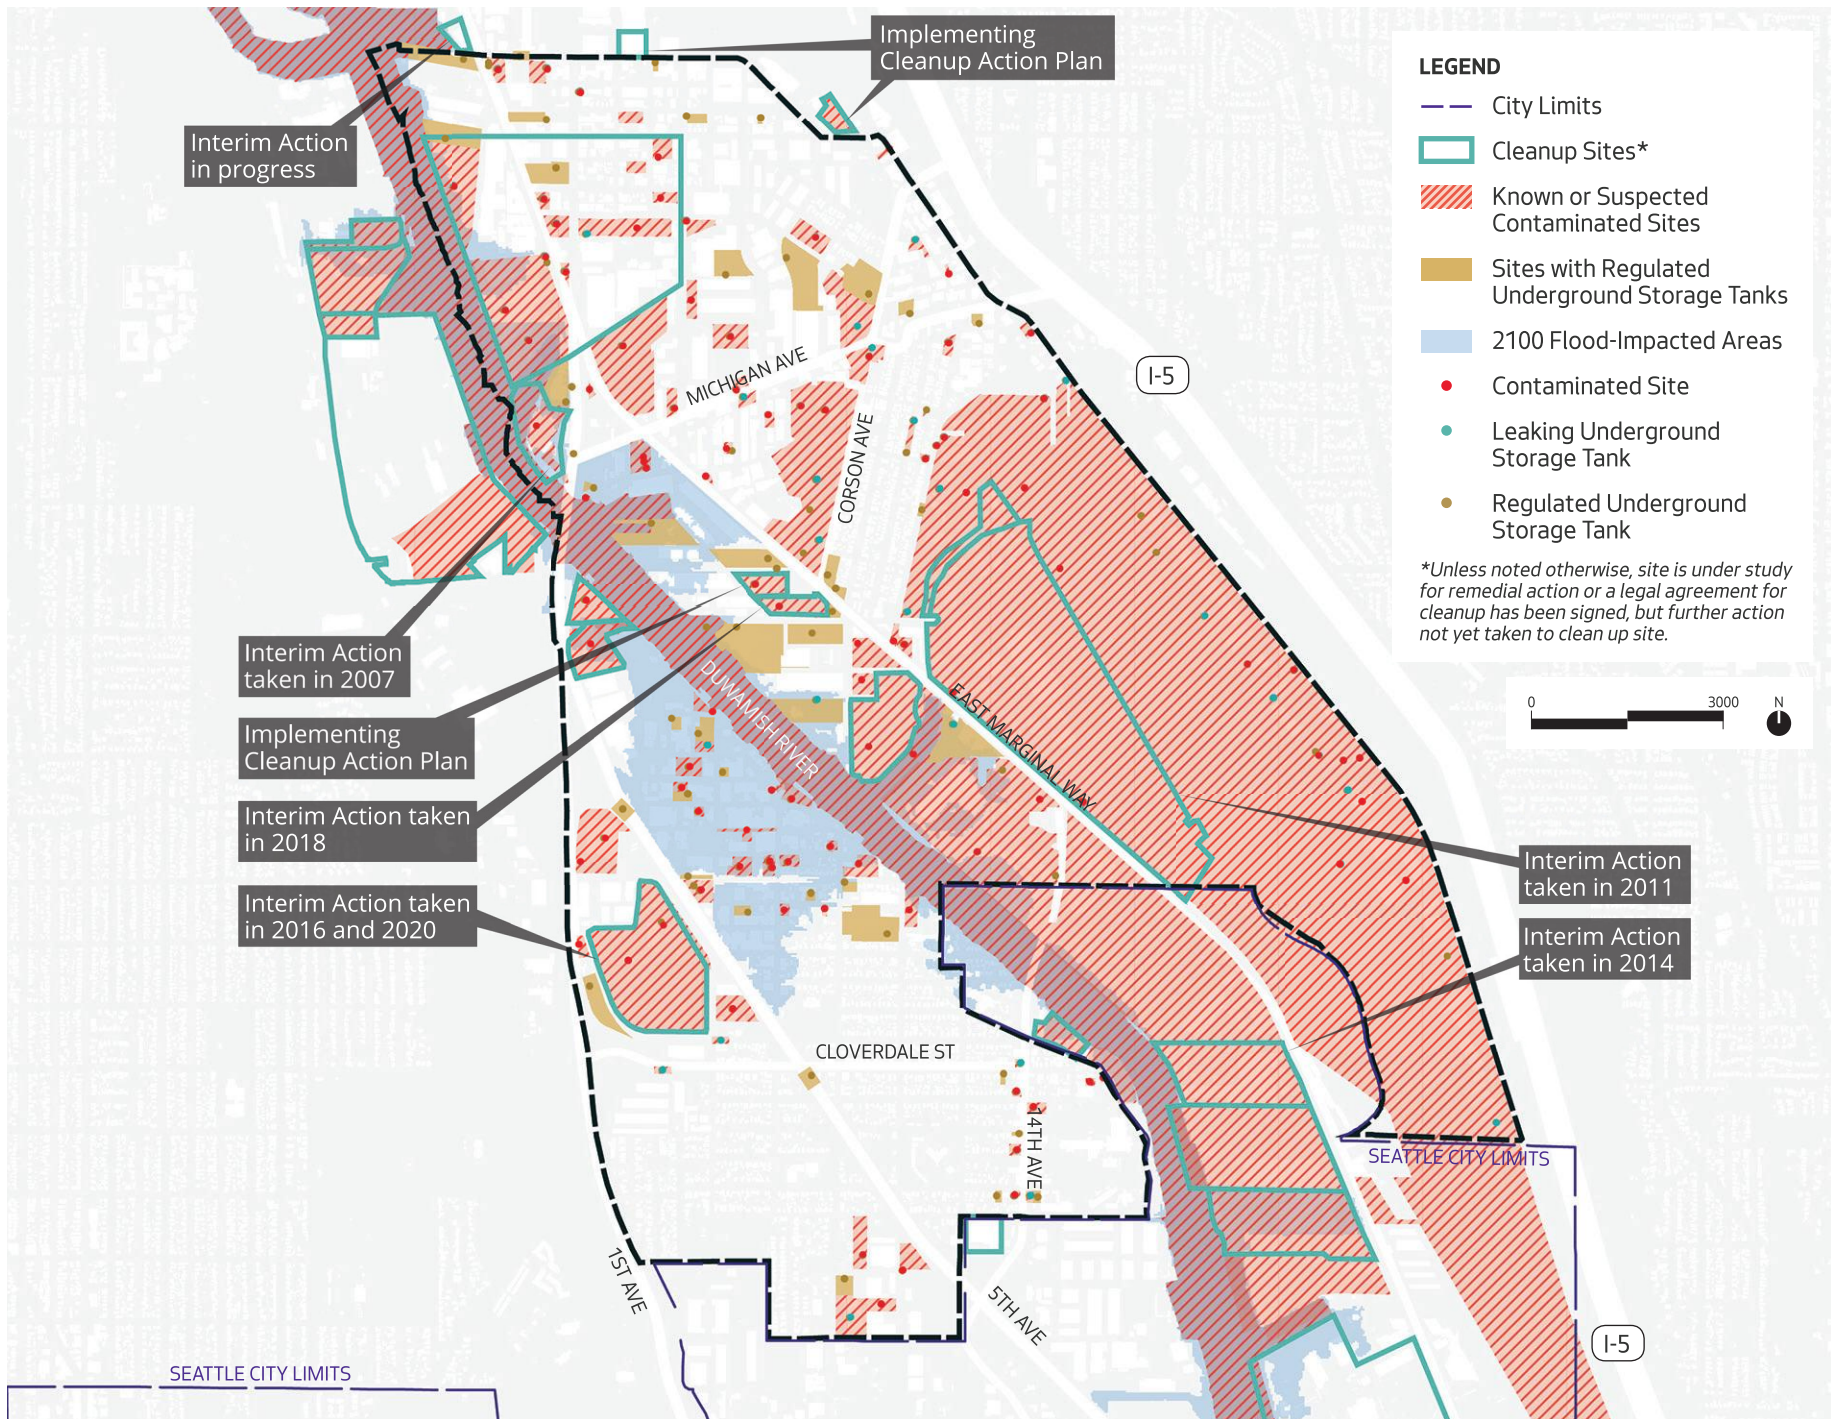 Implementing
Cleanup Action Plan
Interim Action
in progress
LEGEND
City Limits
Cleanup Sites*
Known or Suspected
Contaminated Sites
Sites with Regulated
Underground Storage Tanks
2100 Flood-Impacted Areas
Contaminated Site
Leaking Underground
Storage Tank
Regulated Underground
Storage Tank
*Unless noted otherwise, site is under study
for remedial action or a legal agreement for
cleanup has been signed, but further action
not yet taken to clean up site.
0
3000
N
I-5
MICHIGAN AVE
CORSON AVE
Interim Action
taken in 2007
Implementing
Cleanup Action Plan
Interim Action taken
in 2018
Interim Action taken
in 2016 and 2020
DUWAMISH RIVER
EAST MARGINAL WAY
Interim Action
taken in 2011
Interim Action
taken in 2014
CLOVERDALE ST
14TH AVE
SEATTLE CITY LIMITS
1ST AVE
5TH AVE
I-5
SEATTLE CITY LIMITS